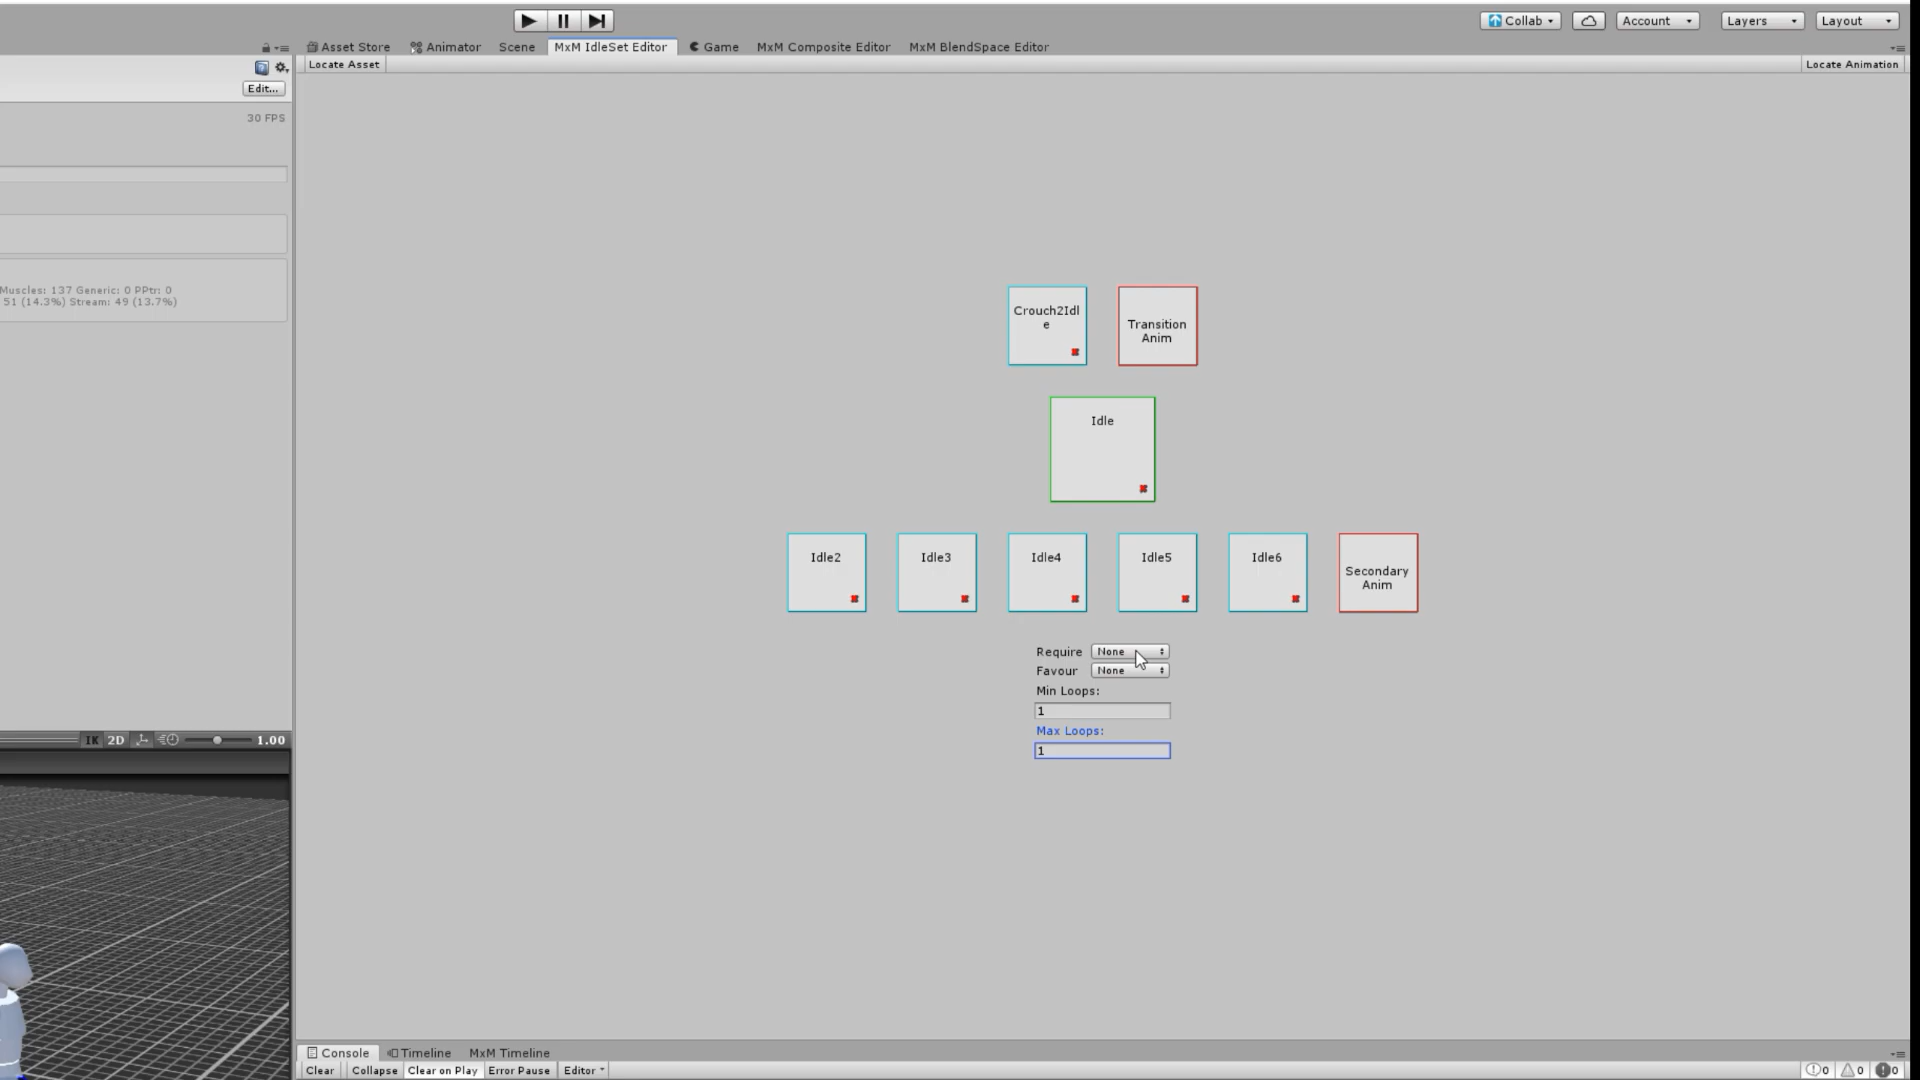 Collab
Account
Layers
Layout
Asset Store
Animator
Scene
MxM IdleSet Editor
Game
MxM Composite Editor
MxM BlendSpace Editor
Locate Asset
Locate Animation
Edit...
30 FPS
Muscles: 137 Generic: 0 PPtr: 0
51 (14.3%) Stream: 49 (13.7%)
Crouch2Idl
e
Transition
Anim
Idle
Idle2
Idle3
Idle4
Idle5
Idle6
Secondary
Anim
Require None
Favour None
Min Loops:
1
Max Loops:
1
IK 2D 1.00
Console
Timeline
MxM Timeline
Clear
Collapse
Clear on Play
Error Pause
Editor
0 0 0